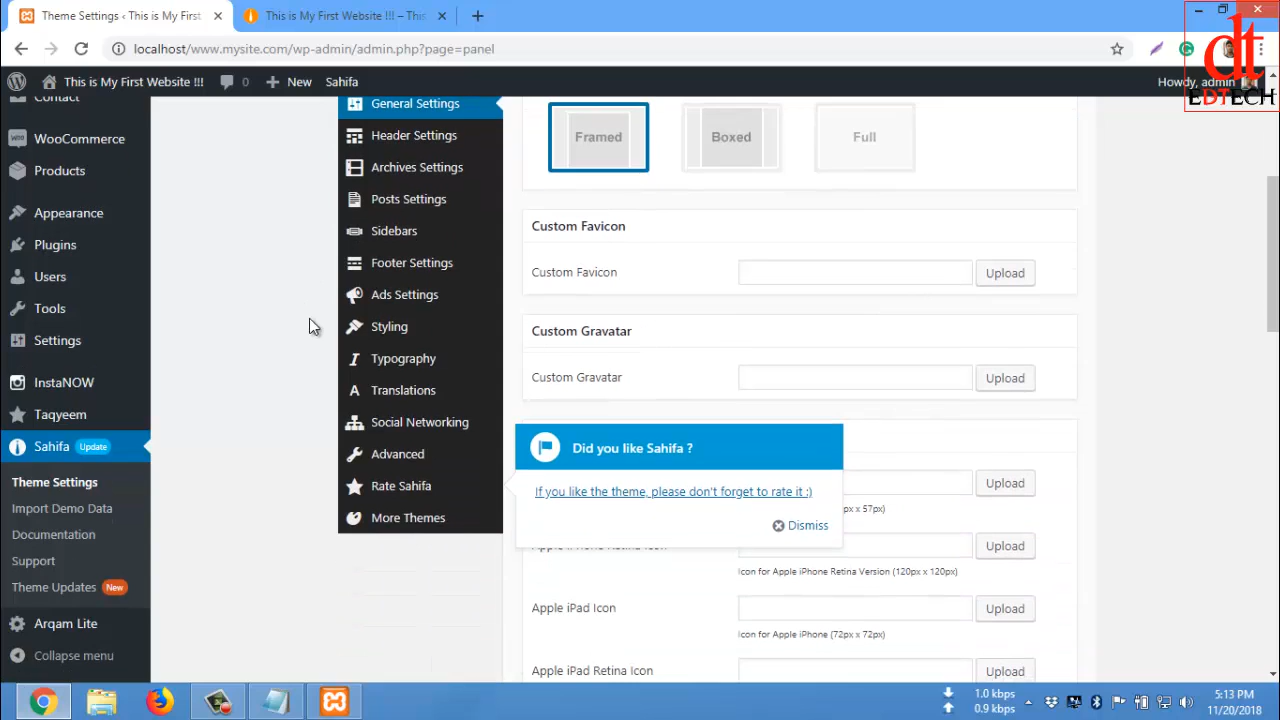 Theme Settings ‹ This is My First
This is My First Website !!! – This
localhost/www.mysite.com/wp-admin/admin.php?page=panel
dt
EDTECH
This is My First Website !!!
0
New
Sahifa
Howdy, admin
Contact
WooCommerce
Products
Appearance
Plugins
Users
Tools
Settings
InstaNOW
Taqyeem
Sahifa Update
Theme Settings
Import Demo Data
Documentation
Support
Theme Updates New
Arqam Lite
Collapse menu
General Settings
Header Settings
Archives Settings
Posts Settings
Sidebars
Footer Settings
Ads Settings
Styling
Typography
Translations
Social Networking
Advanced
Rate Sahifa
More Themes
Framed
Boxed
Full
Custom Favicon
Custom Favicon
Upload
Custom Gravatar
Custom Gravatar
Upload
Did you like Sahifa ?
If you like the theme, please don't forget to rate it :)
Dismiss
Upload
px x 57px)
Apple iPhone Retina Icon
Upload
Icon for Apple iPhone Retina Version (120px x 120px)
Apple iPad Icon
Upload
Icon for Apple iPhone (72px x 72px)
Apple iPad Retina Icon
Upload
1.0 kbps
0.9 kbps
5:13 PM
11/20/2018